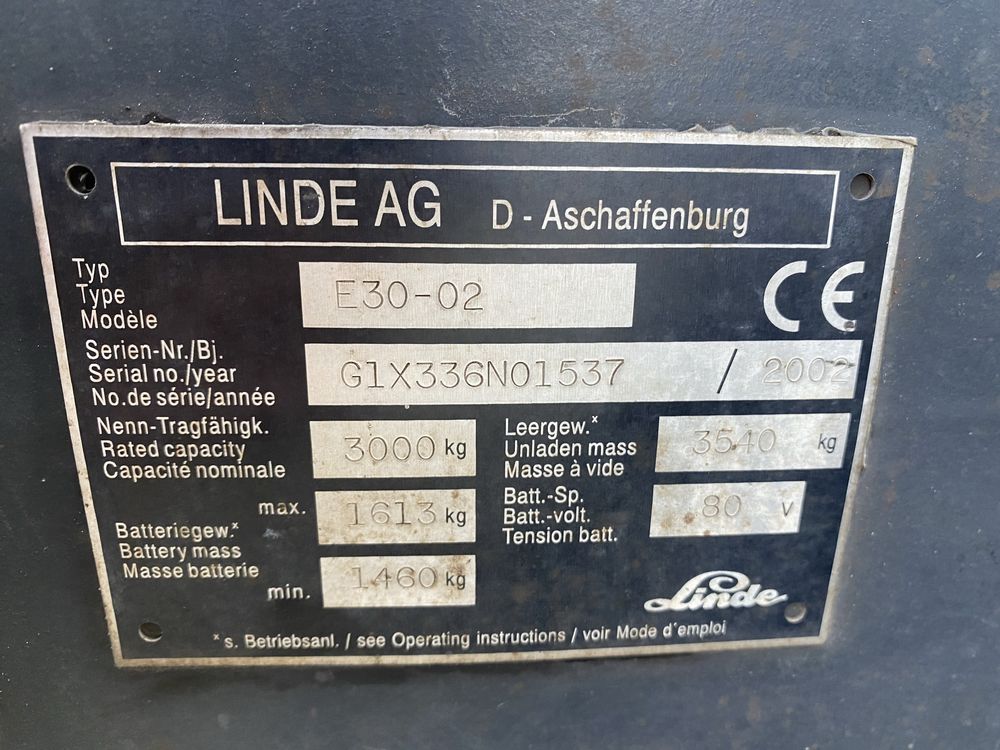 LINDE AG D - Aschaffenburg
Typ
Type
Modèle
E30-02
CE
Serien-Nr./Bj.
Serial no./year
No.de série/année
G1X336N01537 / 2002
Nenn-Tragfähigk.
Rated capacity
Capacité nominale
3000 kg
Leergew.x
Unladen mass
Masse à vide
3540 kg
Batteriegew.x
Battery mass
Masse batterie
max. 1613 kg
min. 1460 kg
Batt.-Sp.
Batt.-volt.
Tension batt.
80 V
Linde
x s. Betriebsanl. / see Operating instructions / voir Mode d'emploi